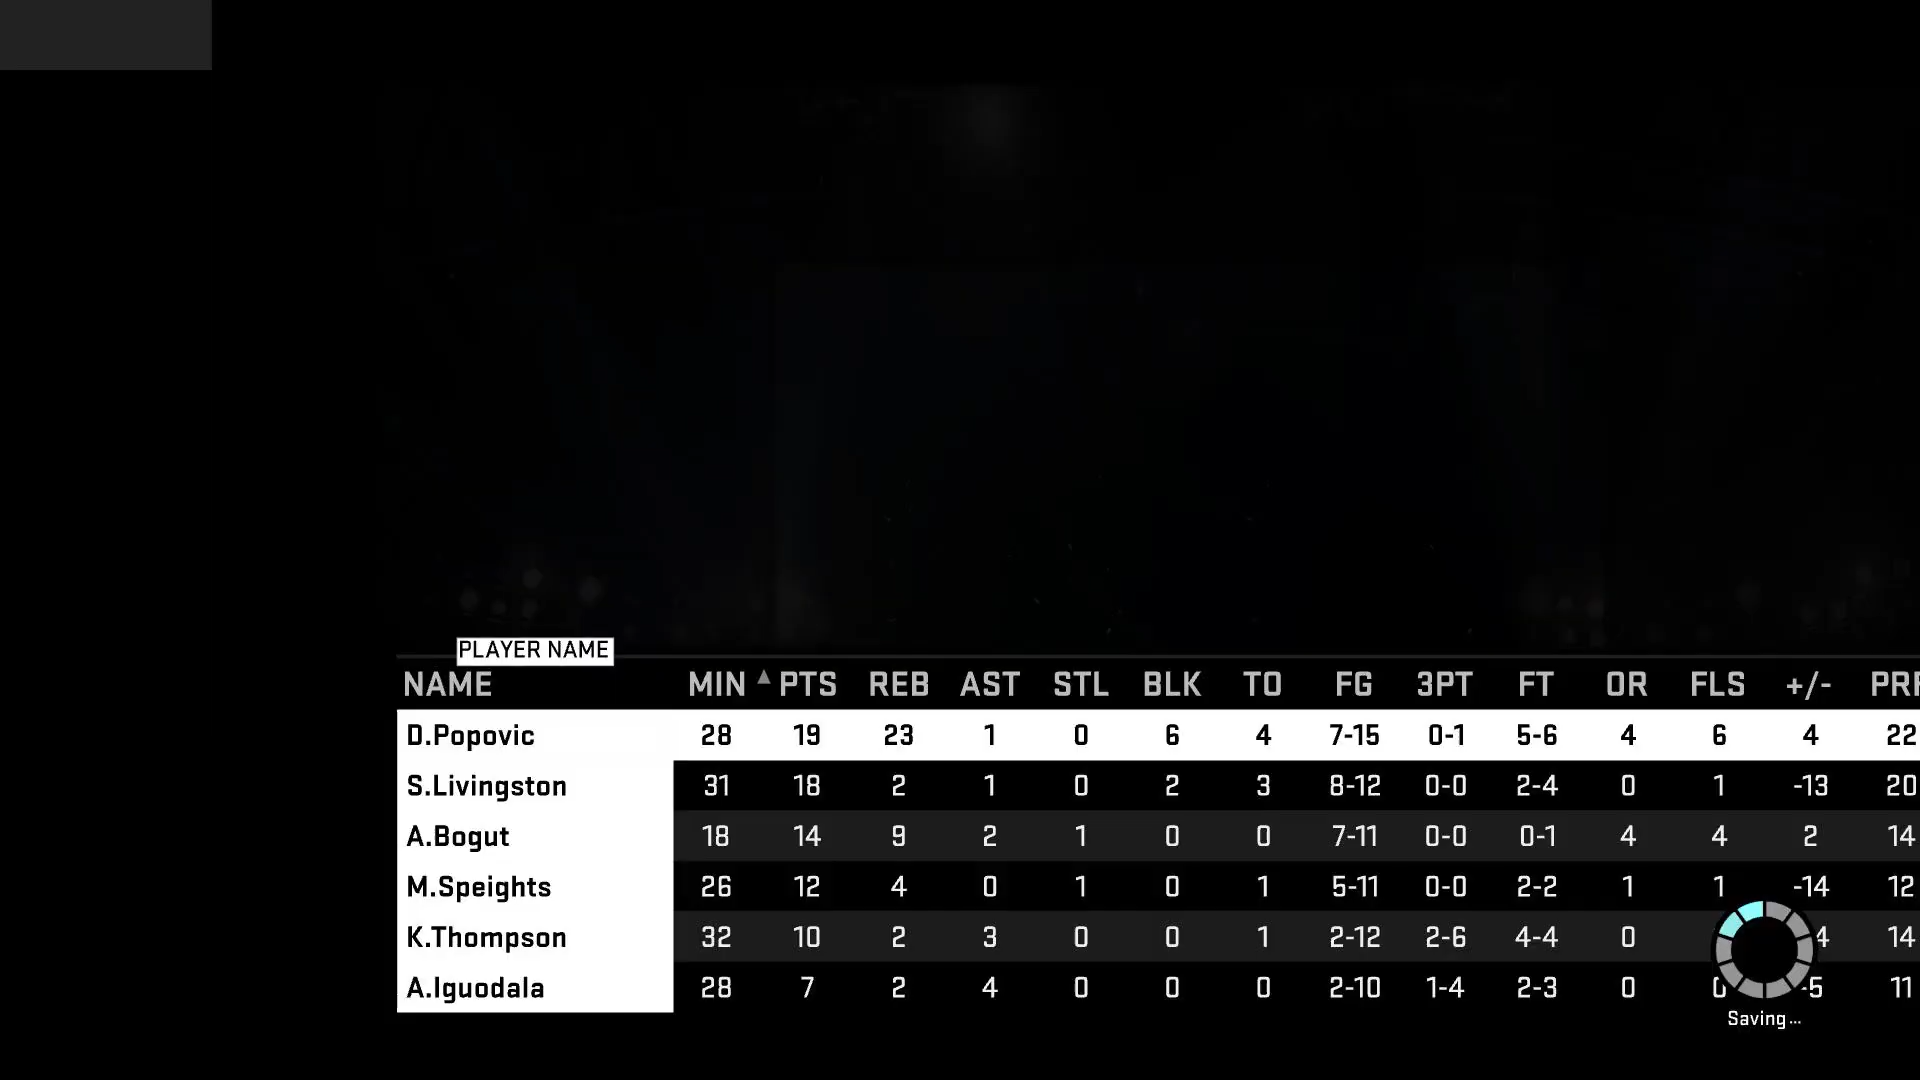 PLAYER NAME
NAME MIN ▲ PTS REB AST STL BLK TO FG 3PT FT OR FLS +/-
D.Popovic 28 19 23 1 0 6 4 7-15 0-1 5-6 4 6 4 22
S.Livingston 31 18 2 1 0 2 3 8-12 0-0 2-4 0 1 -13 20
A.Bogut 18 14 9 2 1 0 0 7-11 0-0 0-1 4 4 2 14
M.Speights 26 12 4 0 1 0 1 5-11 0-0 2-2 1 1 -14 12
K.Thompson 32 10 2 3 0 0 1 2-12 2-6 4-4 0 14
A.Iguodala 28 7 2 4 0 0 0 2-10 1-4 2-3 0 0 -5 11
Saving...